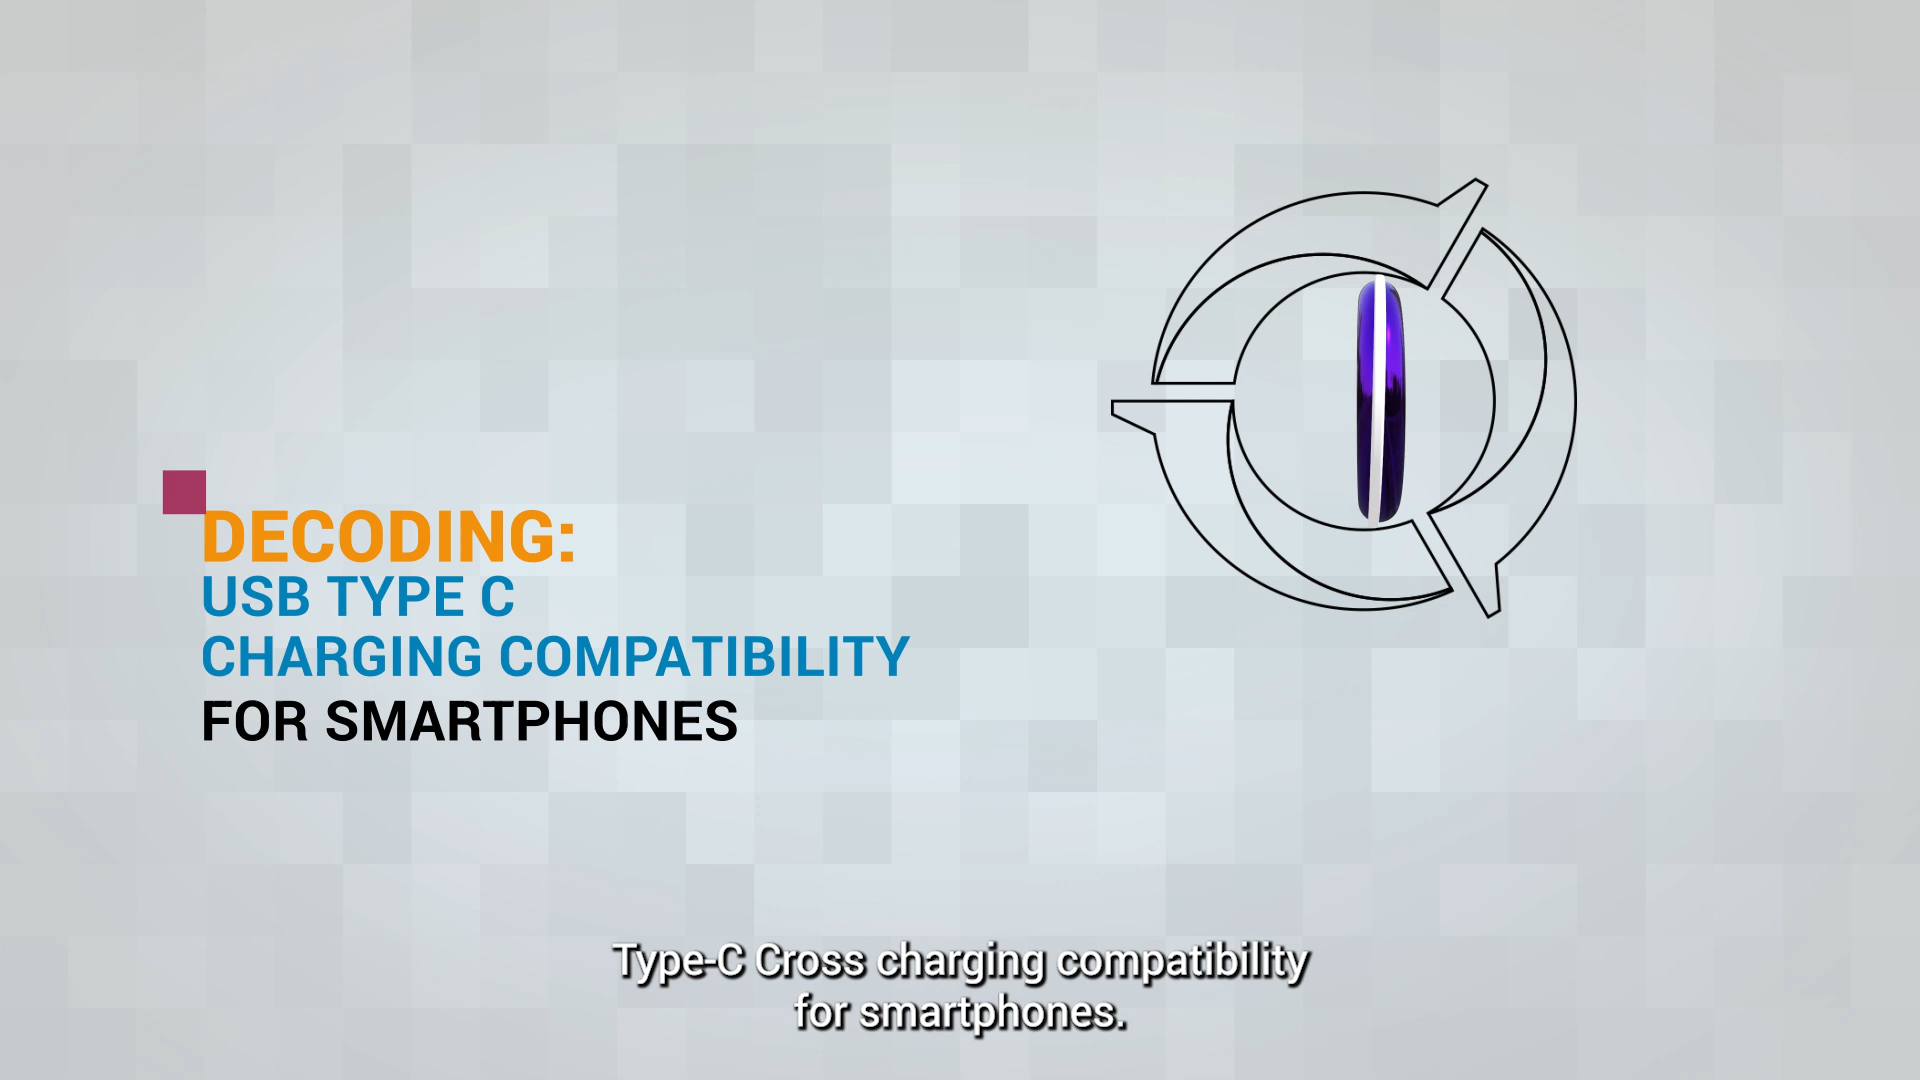 DECODING:
USB TYPE C
CHARGING COMPATIBILITY
FOR SMARTPHONES
Type-C Cross charging compatibility
for smartphones.